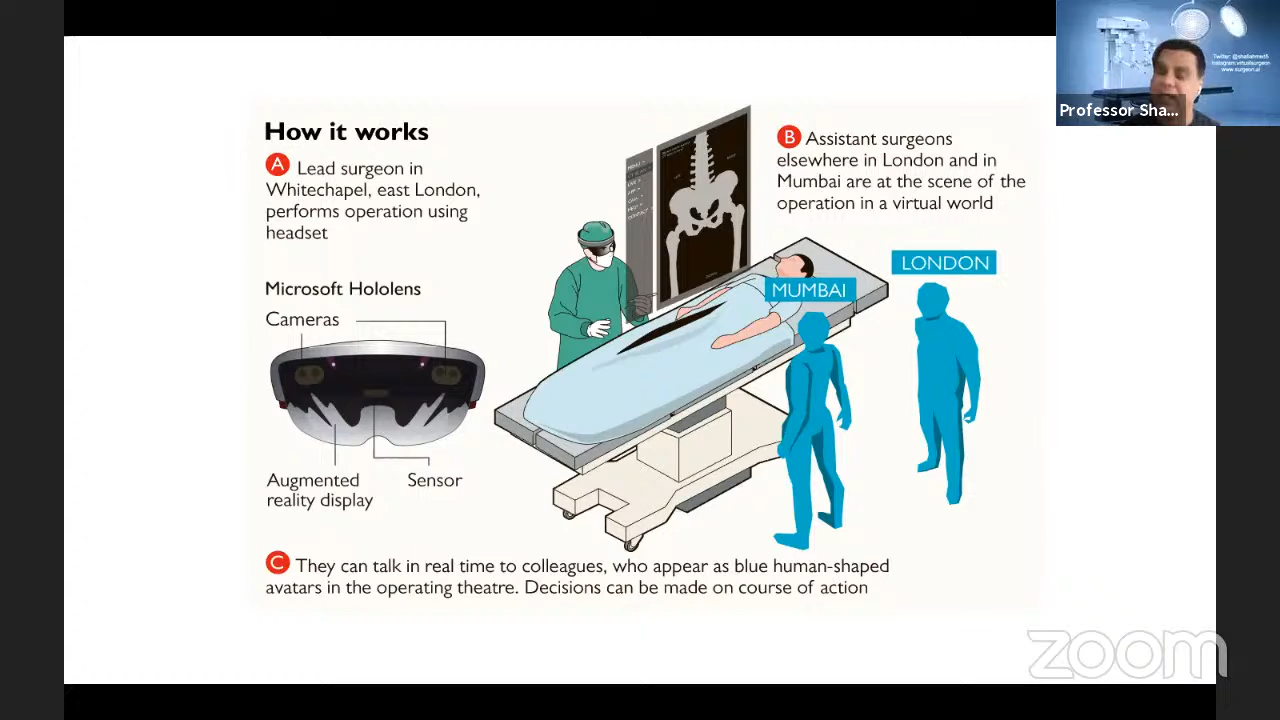 How it works
A Lead surgeon in
Whitechapel, east London,
performs operation using
headset
B Assistant surgeons
elsewhere in London and in
Mumbai are at the scene of the
operation in a virtual world
LONDON
MUMBAI
Microsoft Hololens
Cameras
Augmented
reality display
Sensor
C They can talk in real time to colleagues, who appear as blue human-shaped
avatars in the operating theatre. Decisions can be made on course of action
Professor Sha...
www.surgeon.ai
zoom